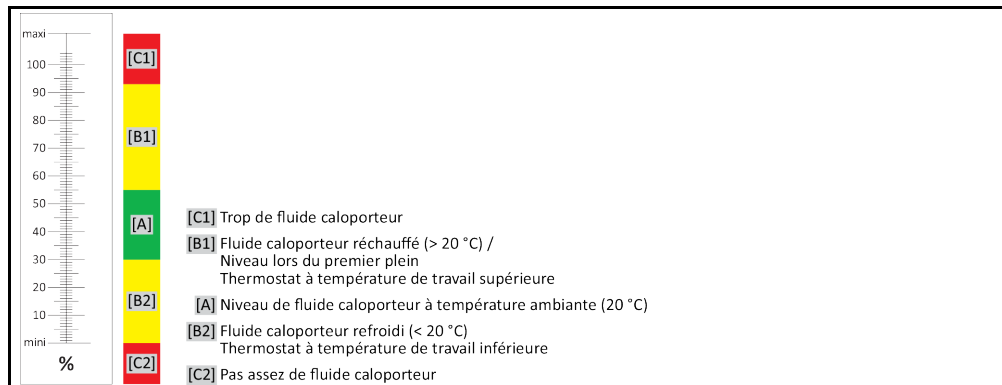 maxi
100
90
80
70
60
50
40
30
20
10
mini
%
[C1]
[B1]
[A]
[B2]
[C2]
[C1] Trop de fluide caloporteur
[B1] Fluide caloporteur réchauffé (> 20 °C) /
Niveau lors du premier plein
Thermostat à température de travail supérieure
[A] Niveau de fluide caloporteur à température ambiante (20 °C)
[B2] Fluide caloporteur refroidi (< 20 °C)
Thermostat à température de travail inférieure
[C2] Pas assez de fluide caloporteur